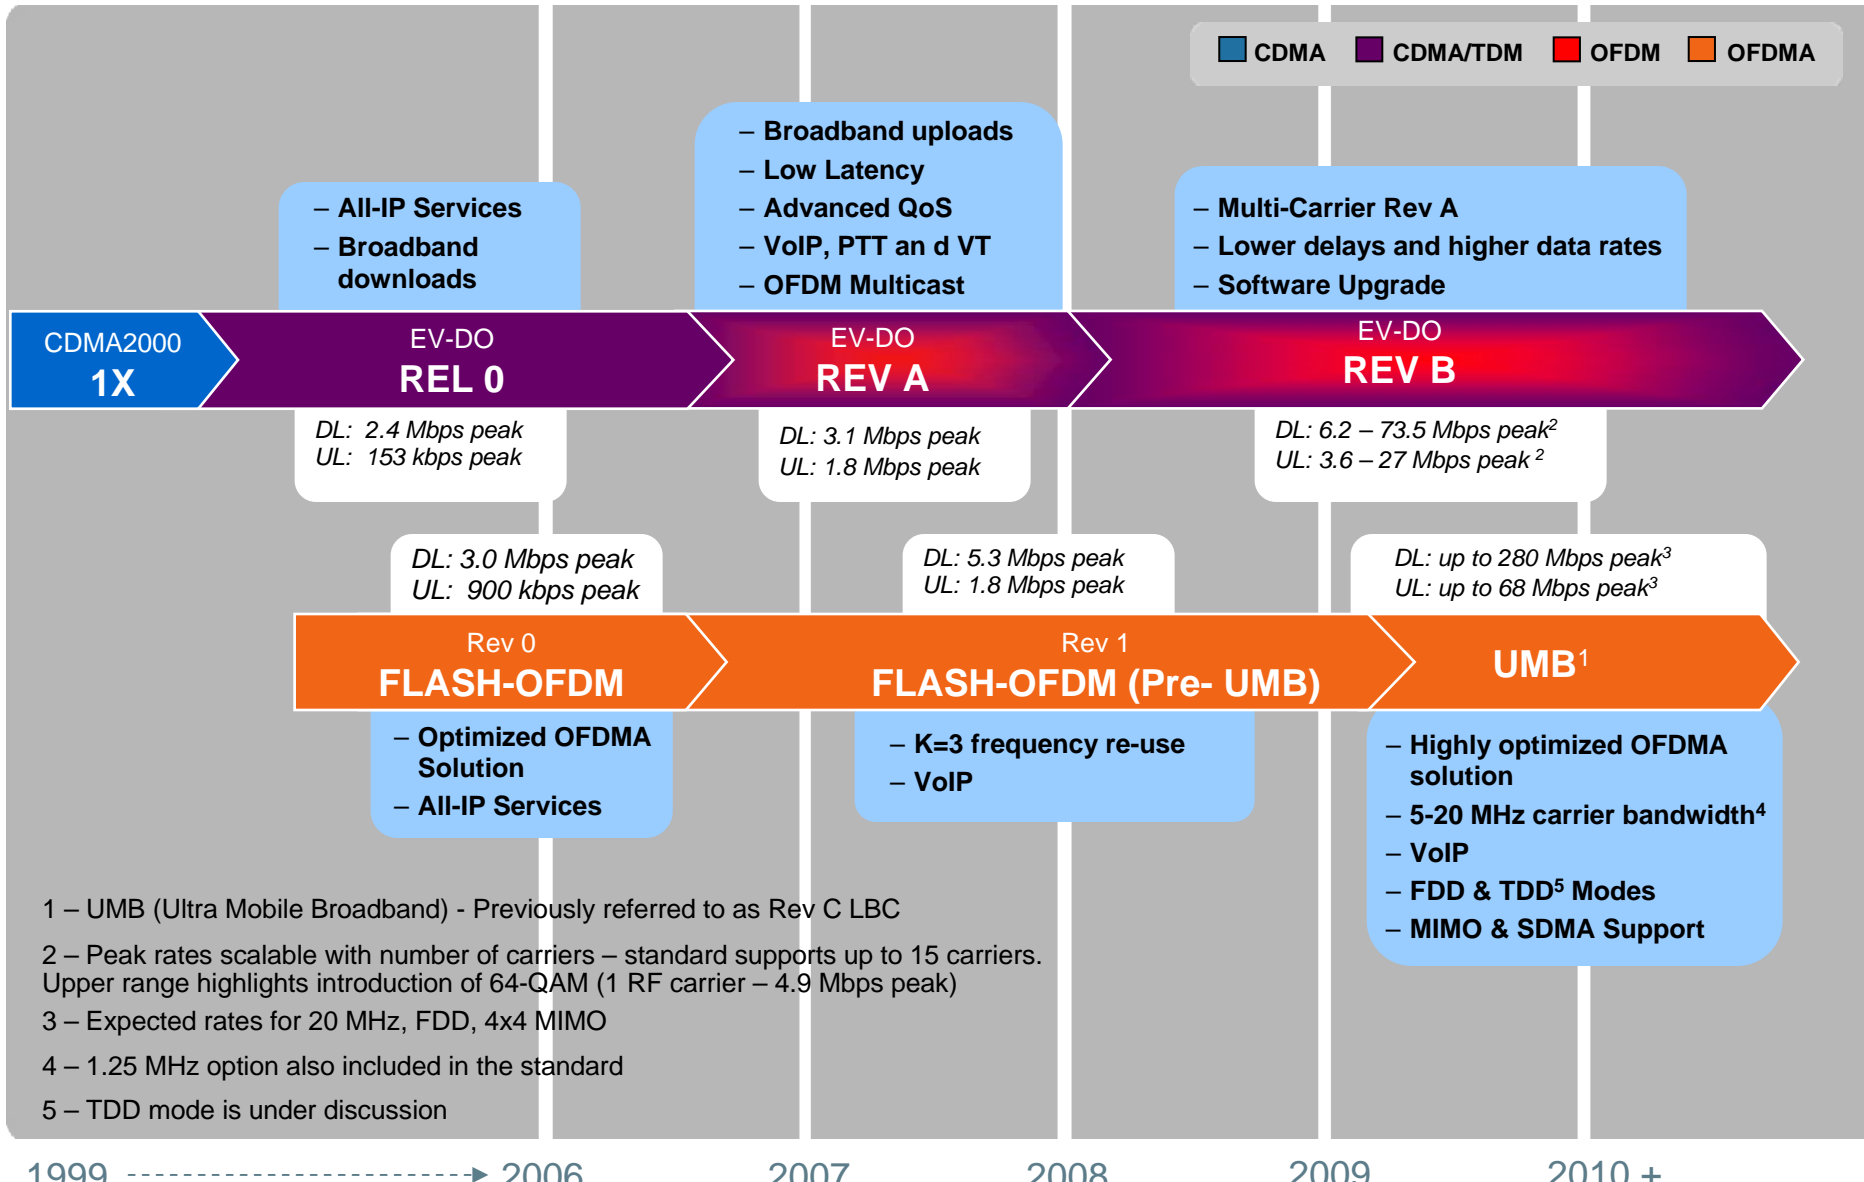 CDMA CDMA/TDM OFDM OFDMA
– All-IP Services
– Broadband
downloads
– Broadband uploads
– Low Latency
– Advanced QoS
– VoIP, PTT an d VT
– OFDM Multicast
– Multi-Carrier Rev A
– Lower delays and higher data rates
– Software Upgrade
CDMA2000
1X
EV-DO
REL 0
EV-DO
REV A
EV-DO
REV B
DL: 2.4 Mbps peak
UL: 153 kbps peak
DL: 3.1 Mbps peak
UL: 1.8 Mbps peak
DL: 6.2 – 73.5 Mbps peak²
UL: 3.6 – 27 Mbps peak ²
DL: 3.0 Mbps peak
UL: 900 kbps peak
DL: 5.3 Mbps peak
UL: 1.8 Mbps peak
DL: up to 280 Mbps peak³
UL: up to 68 Mbps peak³
Rev 0
FLASH-OFDM
Rev 1
FLASH-OFDM (Pre- UMB)
UMB¹
– Optimized OFDMA
Solution
– All-IP Services
– K=3 frequency re-use
– VoIP
– Highly optimized OFDMA
solution
– 5-20 MHz carrier bandwidth⁴
– VoIP
– FDD & TDD⁵ Modes
– MIMO & SDMA Support
1 – UMB (Ultra Mobile Broadband) - Previously referred to as Rev C LBC
2 – Peak rates scalable with number of carriers – standard supports up to 15 carriers.
Upper range highlights introduction of 64-QAM (1 RF carrier – 4.9 Mbps peak)
3 – Expected rates for 20 MHz, FDD, 4x4 MIMO
4 – 1.25 MHz option also included in the standard
5 – TDD mode is under discussion
1999 2006 2007 2008 2009 2010 +